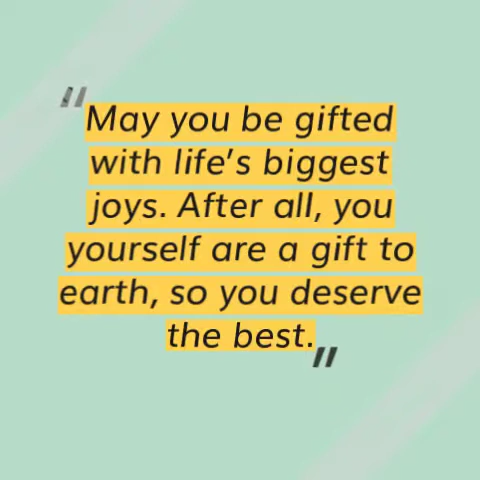 "May you be gifted
with life's biggest
joys. After all, you
yourself are a gift to
earth, so you deserve
the best."